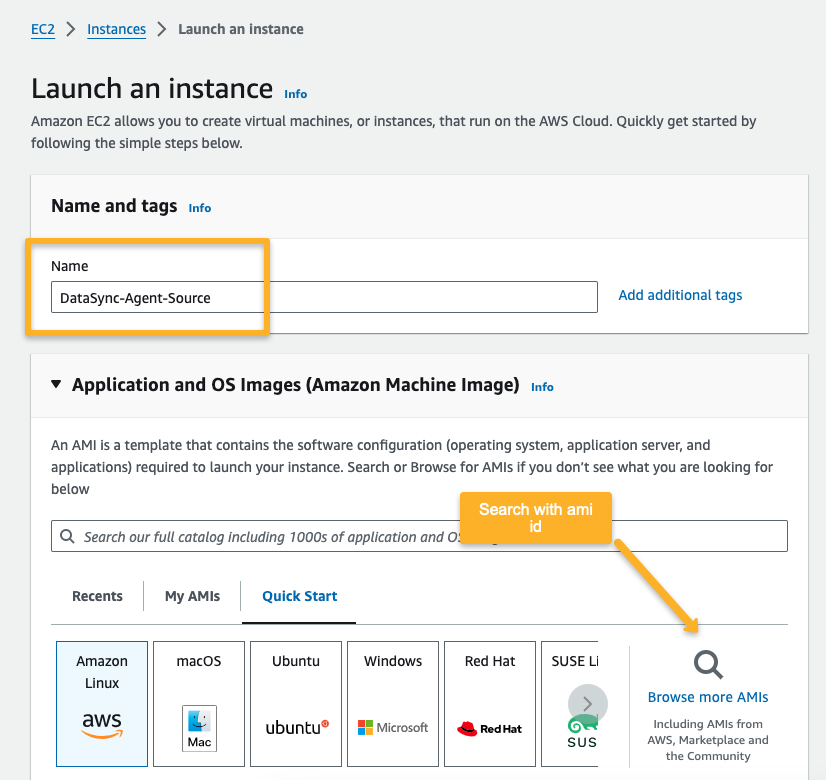 EC2 > Instances > Launch an instance
Launch an instance Info
Amazon EC2 allows you to create virtual machines, or instances, that run on the AWS Cloud. Quickly get started by
following the simple steps below.
Name and tags Info
Name
DataSync-Agent-Source
Add additional tags
Application and OS Images (Amazon Machine Image) Info
An AMI is a template that contains the software configuration (operating system, application server, and
applications) required to launch your instance. Search or Browse for AMIs if you don't see what you are looking for
below
Search with ami
id
Search our full catalog including 1000s of application and
Recents
My AMIs
Quick Start
Amazon
Linux
aws
macOS
Mac
Ubuntu
ubuntu
Windows
Microsoft
Red Hat
Red Hat
SUSE Li
SUS
Browse more AMIs
Including AMIs from
AWS, Marketplace and
the Community